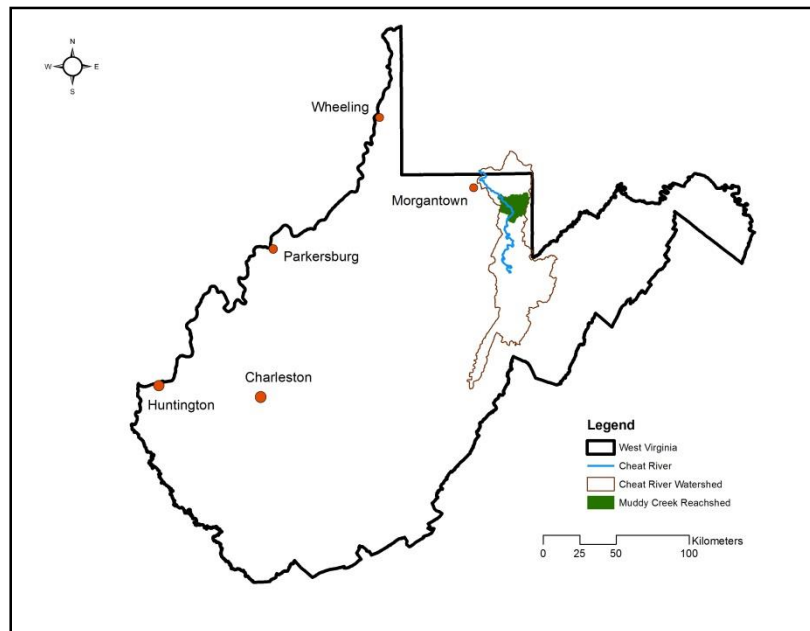 N
W E
S
Wheeling
Morgantown
Parkersburg
Charleston
Huntington
Legend
West Virginia
Cheat River
Cheat River Watershed
Muddy Creek Reachshed
Kilometers
0 25 50 100